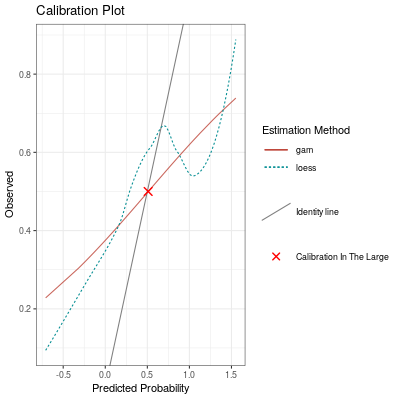 Calibration Plot
Observed
0.8
0.6
0.4
0.2
-0.5
0.0
0.5
1.0
1.5
Predicted Probability
Estimation Method
gam
loess
Identity line
Calibration In The Large